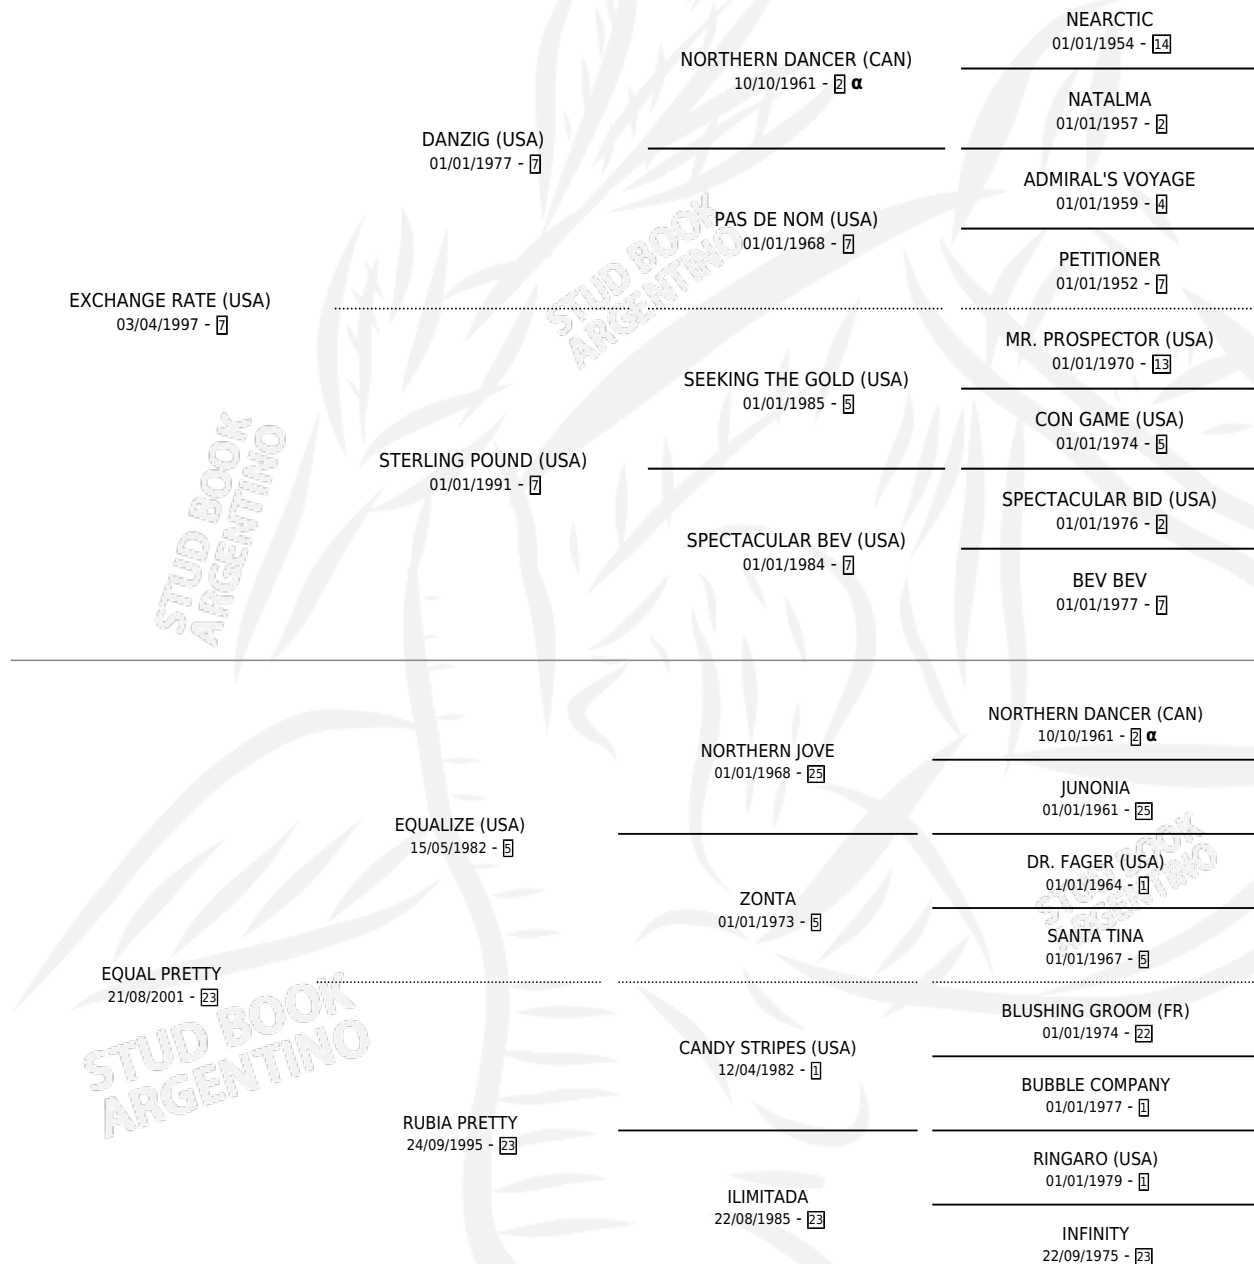 NEARCTIC
01/01/1954 - 14
NORTHERN DANCER (CAN)
10/10/1961 - 2 α
NATALMA
01/01/1957 - 2
DANZIG (USA)
01/01/1977 - 7
ADMIRAL'S VOYAGE
01/01/1959 - 4
PAS DE NOM (USA)
01/01/1968 - 7
PETITIONER
01/01/1952 - 7
EXCHANGE RATE (USA)
03/04/1997 - 7
MR. PROSPECTOR (USA)
01/01/1970 - 13
SEEKING THE GOLD (USA)
01/01/1985 - 5
CON GAME (USA)
01/01/1974 - 5
STERLING POUND (USA)
01/01/1991 - 7
SPECTACULAR BID (USA)
01/01/1976 - 2
SPECTACULAR BEV (USA)
01/01/1984 - 7
BEV BEV
01/01/1977 - 7
STUD BOOK
ARGENTINO
STUD BOOK
ARGENTINO
NORTHERN DANCER (CAN)
10/10/1961 - 2 α
NORTHERN JOVE
01/01/1968 - 25
JUNONIA
01/01/1961 - 25
EQUALIZE (USA)
15/05/1982 - 5
DR. FAGER (USA)
01/01/1964 - 1
ZONTA
01/01/1973 - 5
SANTA TINA
01/01/1967 - 5
EQUAL PRETTY
21/08/2001 - 23
BLUSHING GROOM (FR)
01/01/1974 - 22
CANDY STRIPES (USA)
12/04/1982 - 1
BUBBLE COMPANY
01/01/1977 - 1
RUBIA PRETTY
24/09/1995 - 23
RINGARO (USA)
01/01/1979 - 1
ILIMITADA
22/08/1985 - 23
INFINITY
22/09/1975 - 23
STUD BOOK
ARGENTINO
STUD BOOK
ARGENTINO